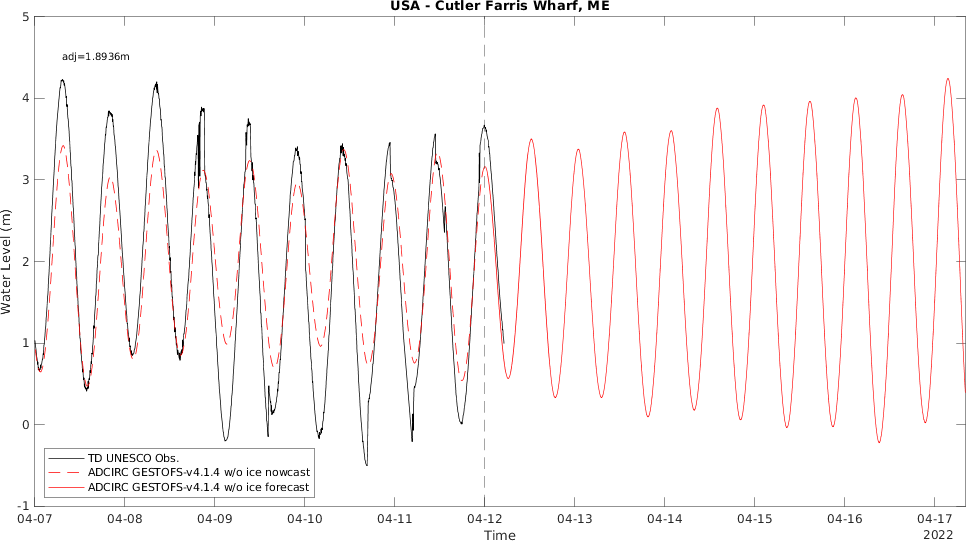 USA - Cutler Farris Wharf, ME
5
adj=1.8936m
4
3
2
1
0
-1
Water Level (m)
TD UNESCO Obs.
ADCIRC GESTOFS-v4.1.4 w/o ice nowcast
ADCIRC GESTOFS-v4.1.4 w/o ice forecast
04-07 04-08 04-09 04-10 04-11 04-12 04-13 04-14 04-15 04-16 04-17
Time
2022